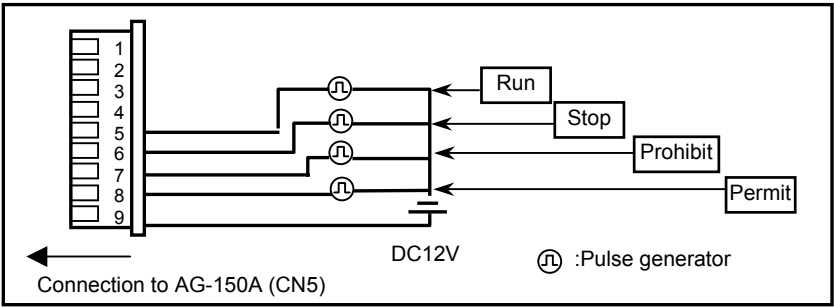 1
2
3
4
5
6
7
8
9
Run
Stop
Prohibit
Permit
DC12V
:Pulse generator
Connection to AG-150A (CN5)